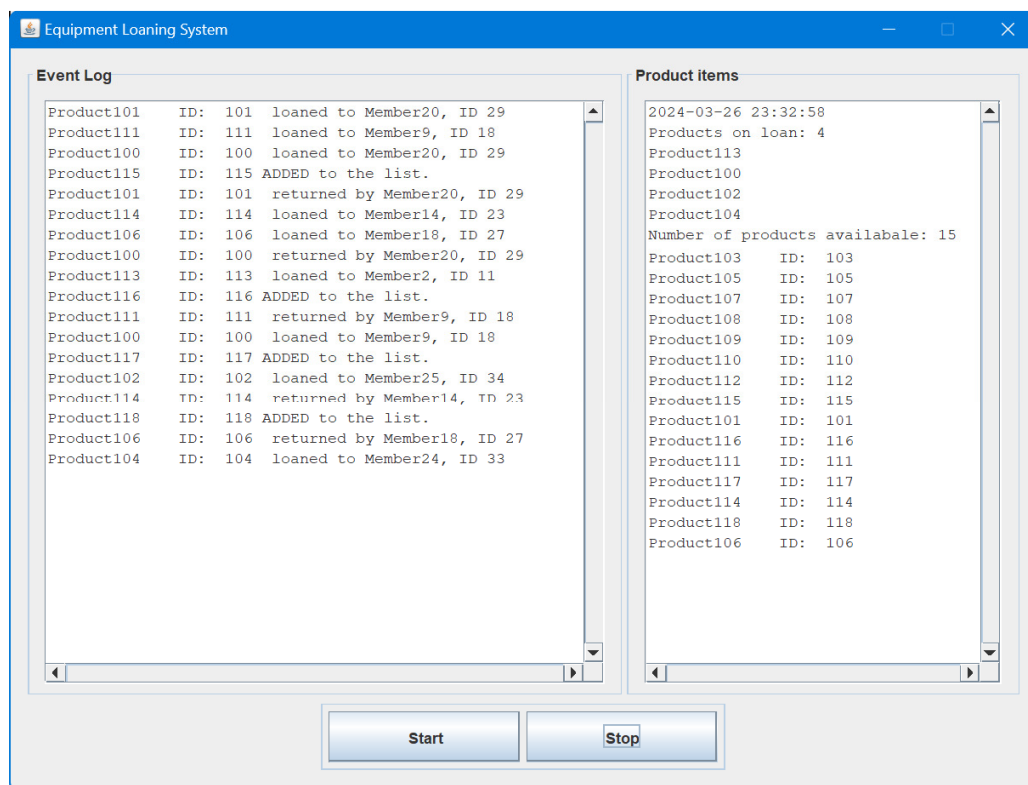 Equipment Loaning System
Event Log
Product101 ID: 101 loaned to Member20, ID 29
Product111 ID: 111 loaned to Member9, ID 18
Product100 ID: 100 loaned to Member20, ID 29
Product115 ID: 115 ADDED to the list.
Product101 ID: 101 returned by Member20, ID 29
Product114 ID: 114 loaned to Member14, ID 23
Product106 ID: 106 loaned to Member18, ID 27
Product100 ID: 100 returned by Member20, ID 29
Product113 ID: 113 loaned to Member2, ID 11
Product116 ID: 116 ADDED to the list.
Product111 ID: 111 returned by Member9, ID 18
Product100 ID: 100 loaned to Member9, ID 18
Product117 ID: 117 ADDED to the list.
Product102 ID: 102 loaned to Member25, ID 34
Product114 ID: 114 returned by Member14, ID 23
Product118 ID: 118 ADDED to the list.
Product106 ID: 106 returned by Member18, ID 27
Product104 ID: 104 loaned to Member24, ID 33
Product items
2024-03-26 23:32:58
Products on loan: 4
Product113
Product100
Product102
Product104
Number of products availabale: 15
Product103 ID: 103
Product105 ID: 105
Product107 ID: 107
Product108 ID: 108
Product109 ID: 109
Product110 ID: 110
Product112 ID: 112
Product115 ID: 115
Product101 ID: 101
Product116 ID: 116
Product111 ID: 111
Product117 ID: 117
Product114 ID: 114
Product118 ID: 118
Product106 ID: 106
Start
Stop